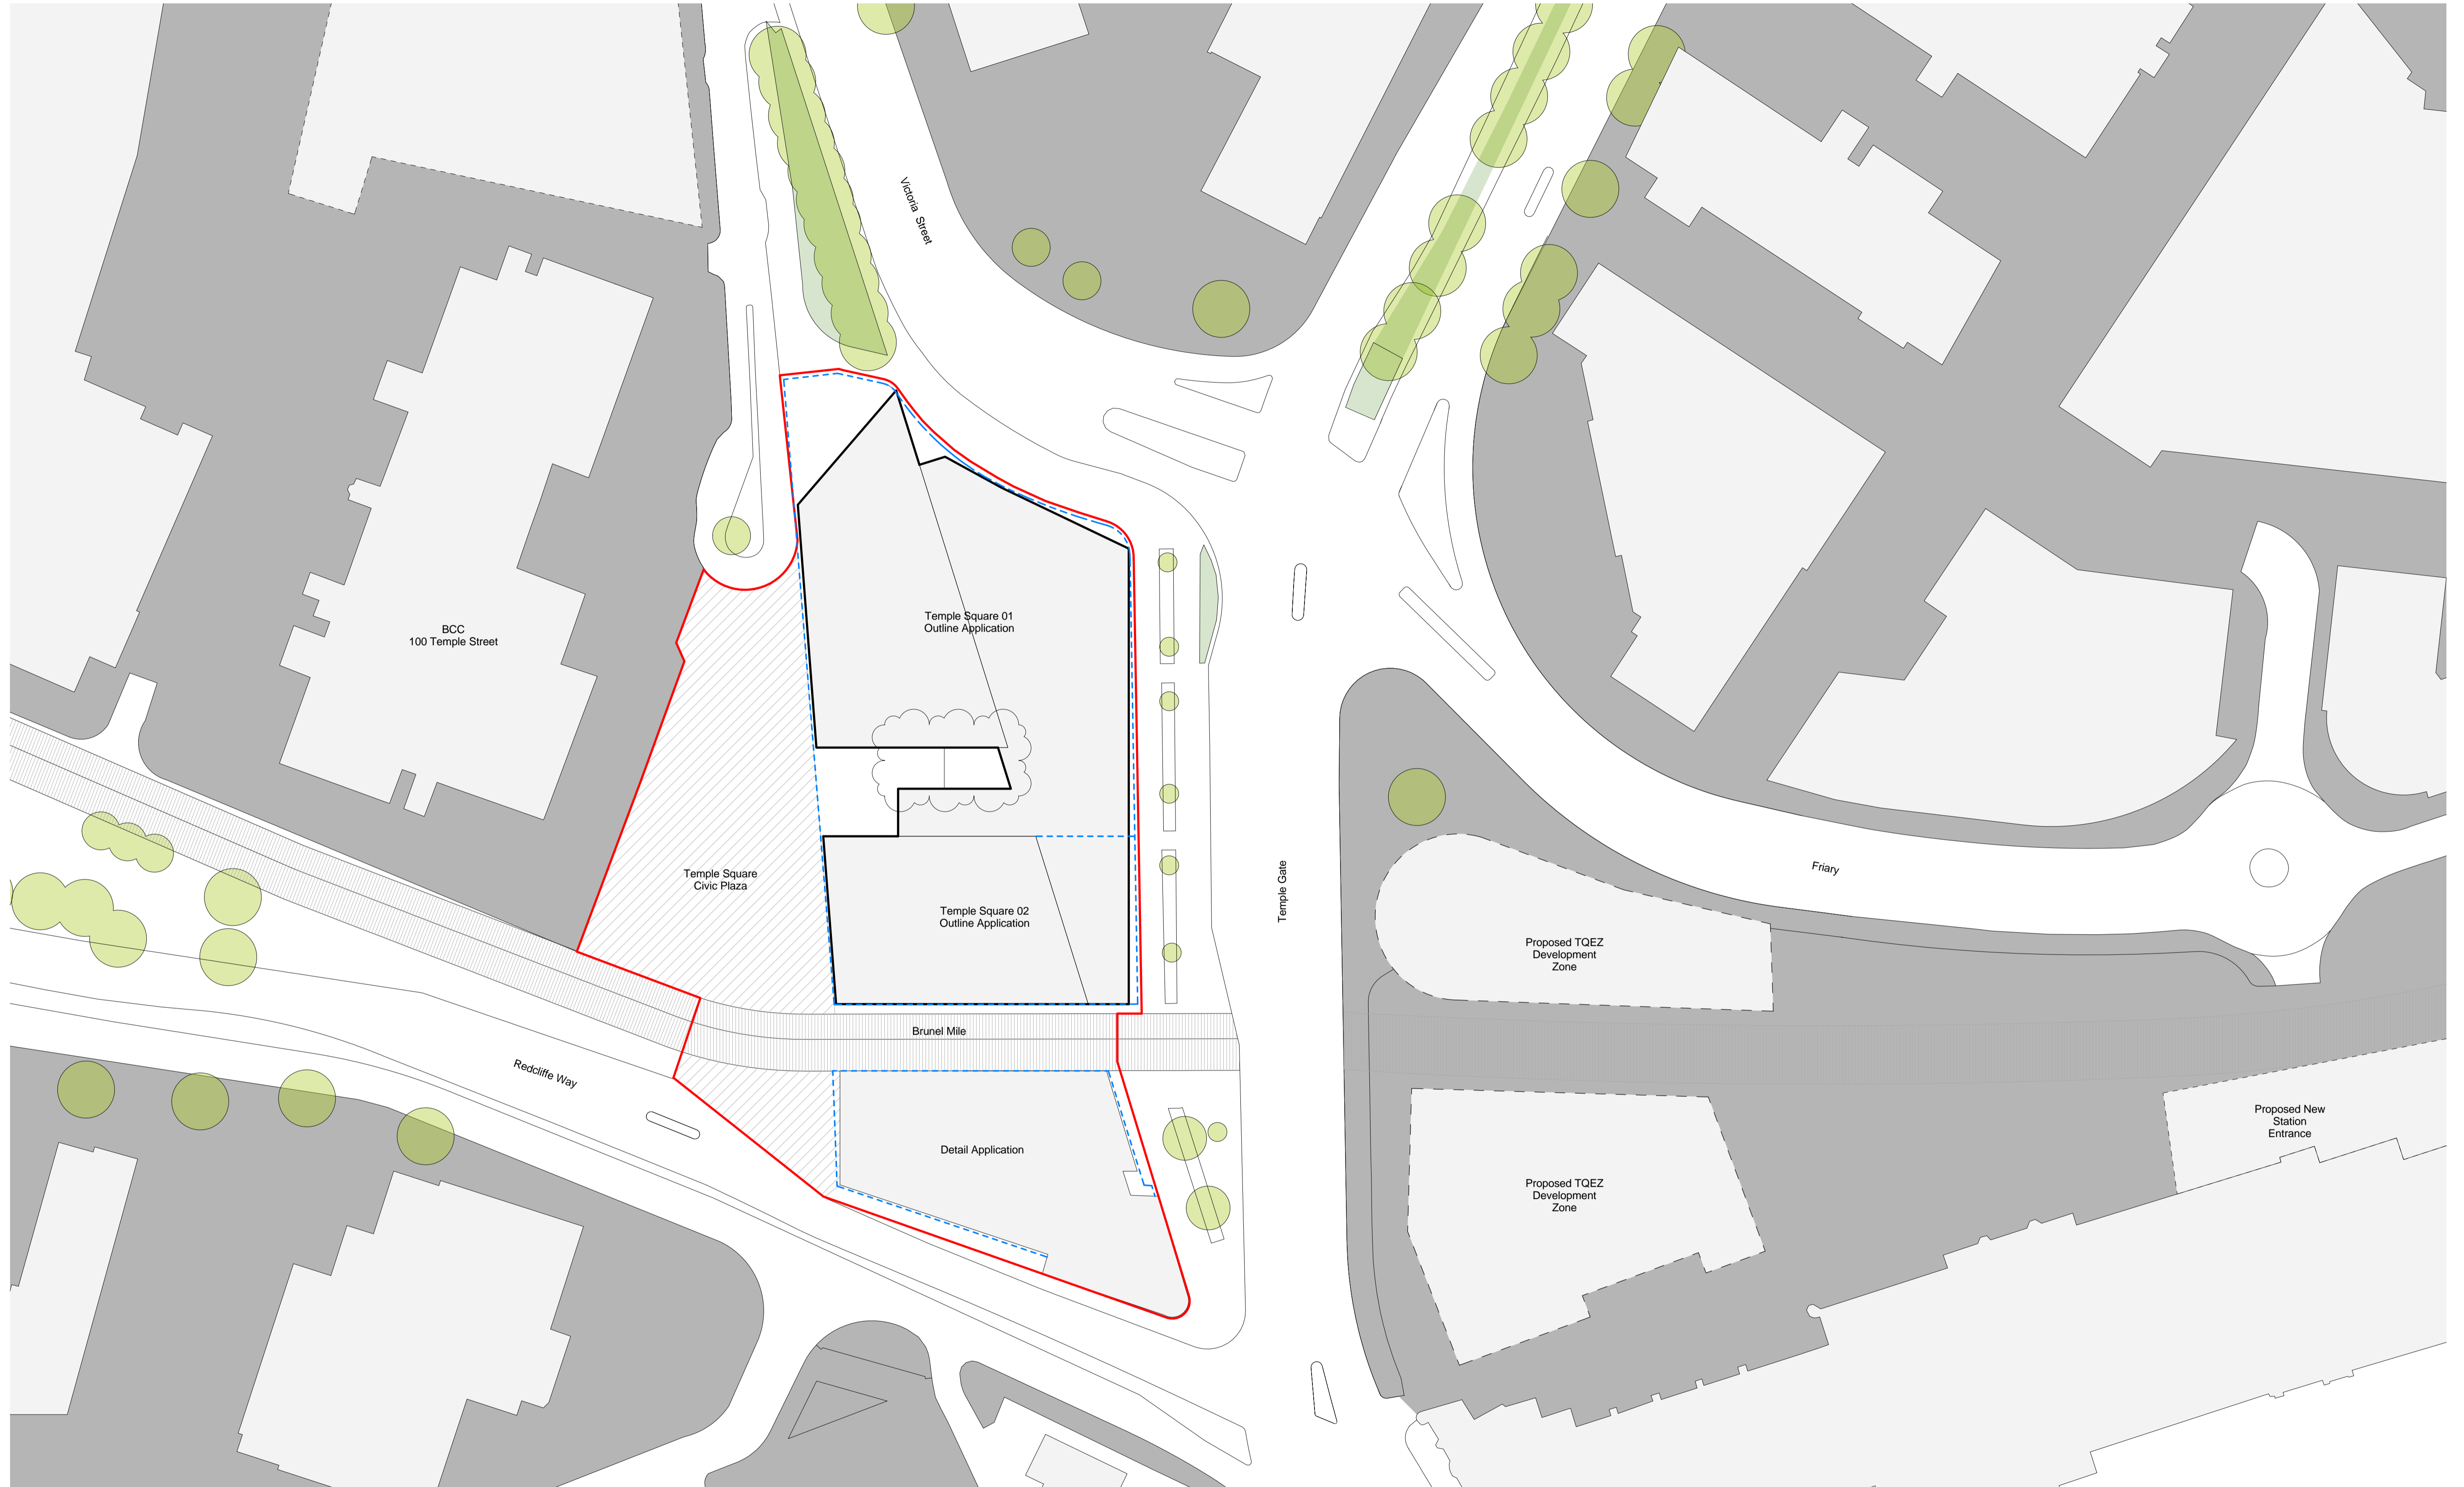 Victoria Street
Temple Square 01
Outline Application
BCC
100 Temple Street
Temple Square
Civic Plaza
Temple Square 02
Outline Application
Temple Gate
Friary
Proposed TQEZ
Development
Zone
Brunel Mile
Redcliffe Way
Detail Application
Proposed New
Station
Entrance
Proposed TQEZ
Development
Zone